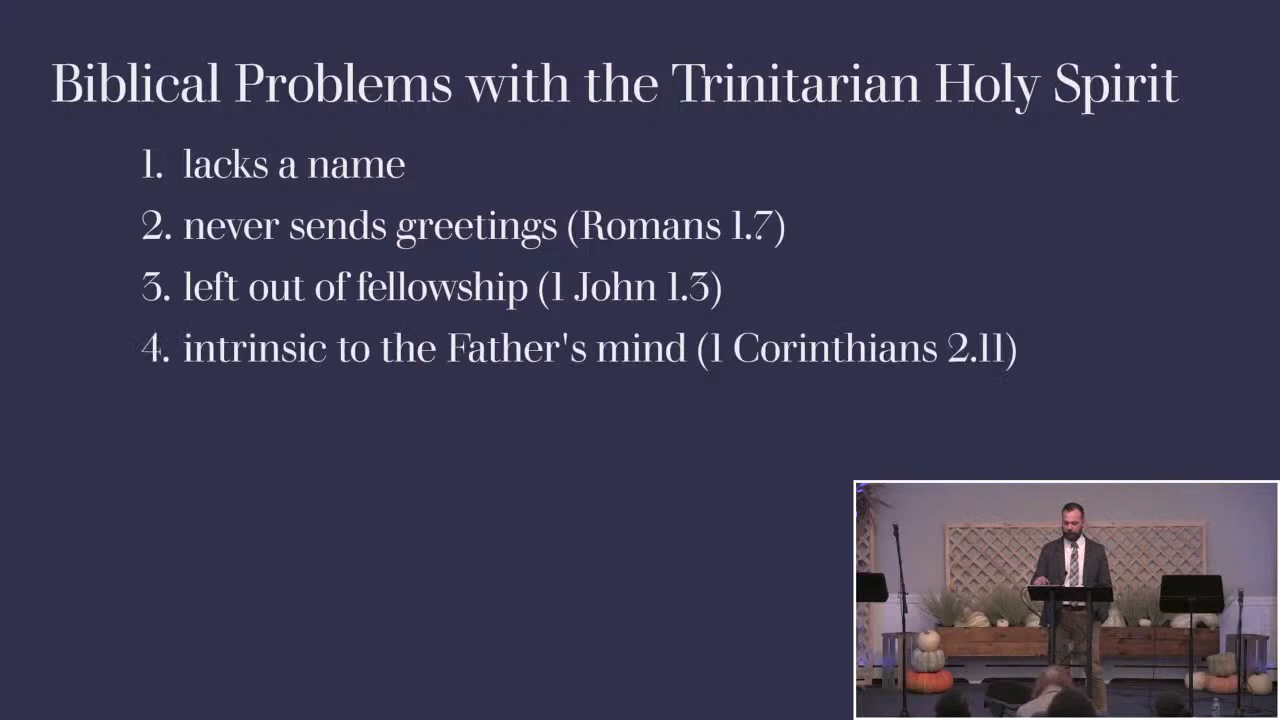 Biblical Problems with the Trinitarian Holy Spirit
1. lacks a name
2. never sends greetings (Romans 1.7)
3. left out of fellowship (1 John 1.3)
4. intrinsic to the Father's mind (1 Corinthians 2.11)